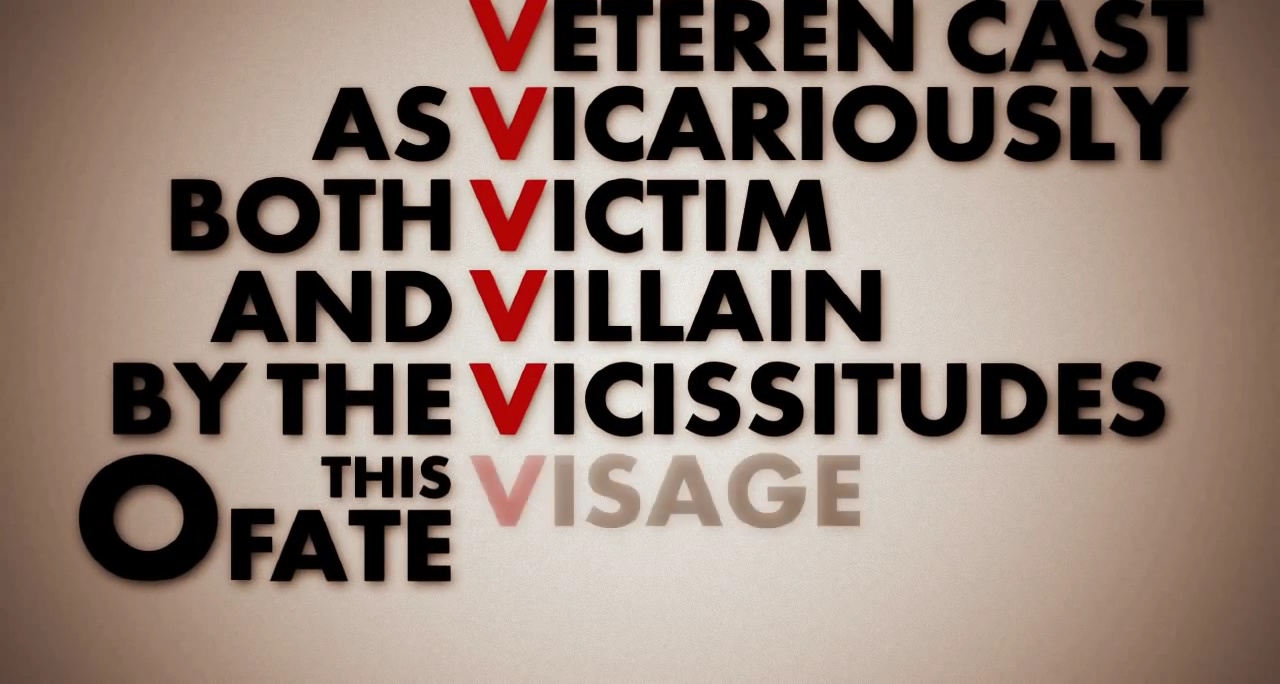 VETEREN CAST
AS VICARIOUSLY
BOTH VICTIM
AND VILLAIN
BY THE VICISSITUDES
O FATE
THIS VISAGE